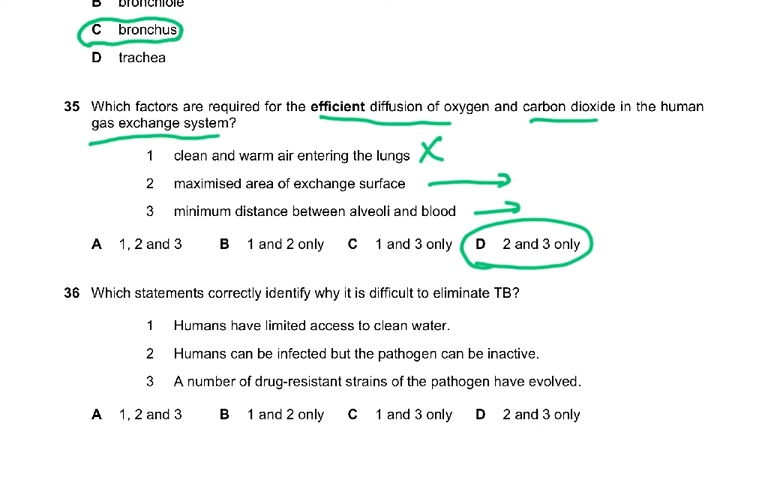 B bronchiole
C bronchus
D trachea
35 Which factors are required for the efficient diffusion of oxygen and carbon dioxide in the human
gas exchange system?
1 clean and warm air entering the lungs X
2 maximised area of exchange surface
3 minimum distance between alveoli and blood
A 1, 2 and 3 B 1 and 2 only C 1 and 3 only D 2 and 3 only
36 Which statements correctly identify why it is difficult to eliminate TB?
1 Humans have limited access to clean water.
2 Humans can be infected but the pathogen can be inactive.
3 A number of drug-resistant strains of the pathogen have evolved.
A 1, 2 and 3 B 1 and 2 only C 1 and 3 only D 2 and 3 only